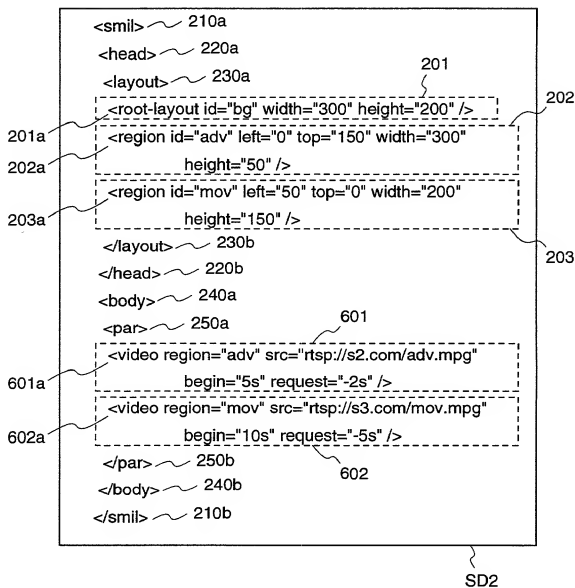 <smil> 210a
<head> 220a
<layout> 230a
201
<root-layout id="bg" width="300" height="200" />
202
201a
<region id="adv" left="0" top="150" width="300"
202a
height="50" />
<region id="mov" left="50" top="0" width="200"
203a
height="150" />
</layout> 230b
203
</head> 220b
<body> 240a
<par> 250a
601
<video region="adv" src="rtsp://s2.com/adv.mpg"
601a
begin="5s" request="-2s" />
<video region="mov" src="rtsp://s3.com/mov.mpg"
602a
begin="10s" request="-5s" />
</par> 250b
602
</body> 240b
</smil> 210b
SD2